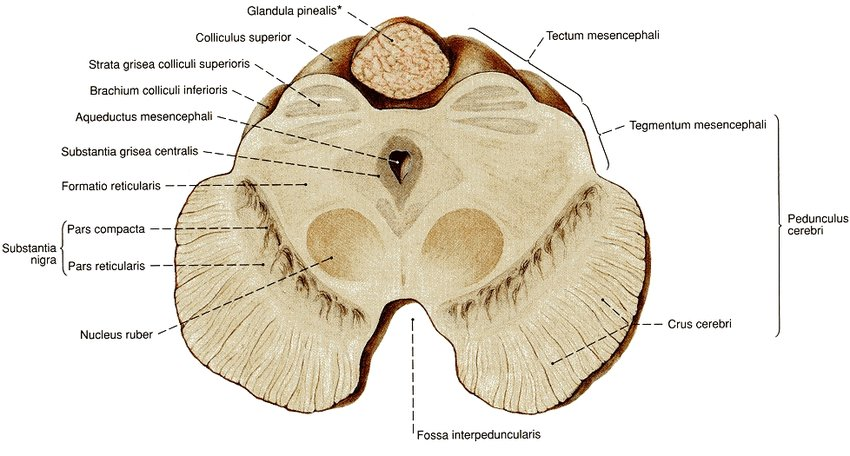 Glandula pinealis*
Colliculus superior
Strata grisea colliculi superioris
Brachium colliculi inferioris
Aqueductus mesencephali
Substantia grisea centralis
Formatio reticularis
Substantia
nigra
Pars compacta
Pars reticularis
Nucleus ruber
Tectum mesencephali
Tegmentum mesencephali
Pedunculus
cerebri
Crus cerebri
Fossa interpeduncularis